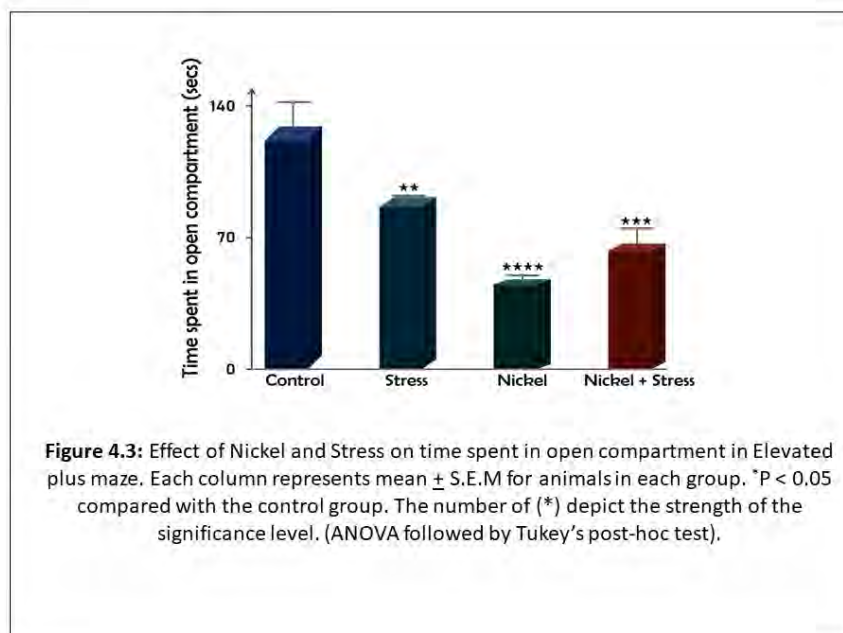 Time spent in open compartment (secs)
140
70
0
**
****
***
Control Stress Nickel Nickel + Stress
Figure 4.3: Effect of Nickel and Stress on time spent in open compartment in Elevated
plus maze. Each column represents mean ± S.E.M for animals in each group. *P < 0.05
compared with the control group. The number of (*) depict the strength of the
significance level. (ANOVA followed by Tukey’s post-hoc test).